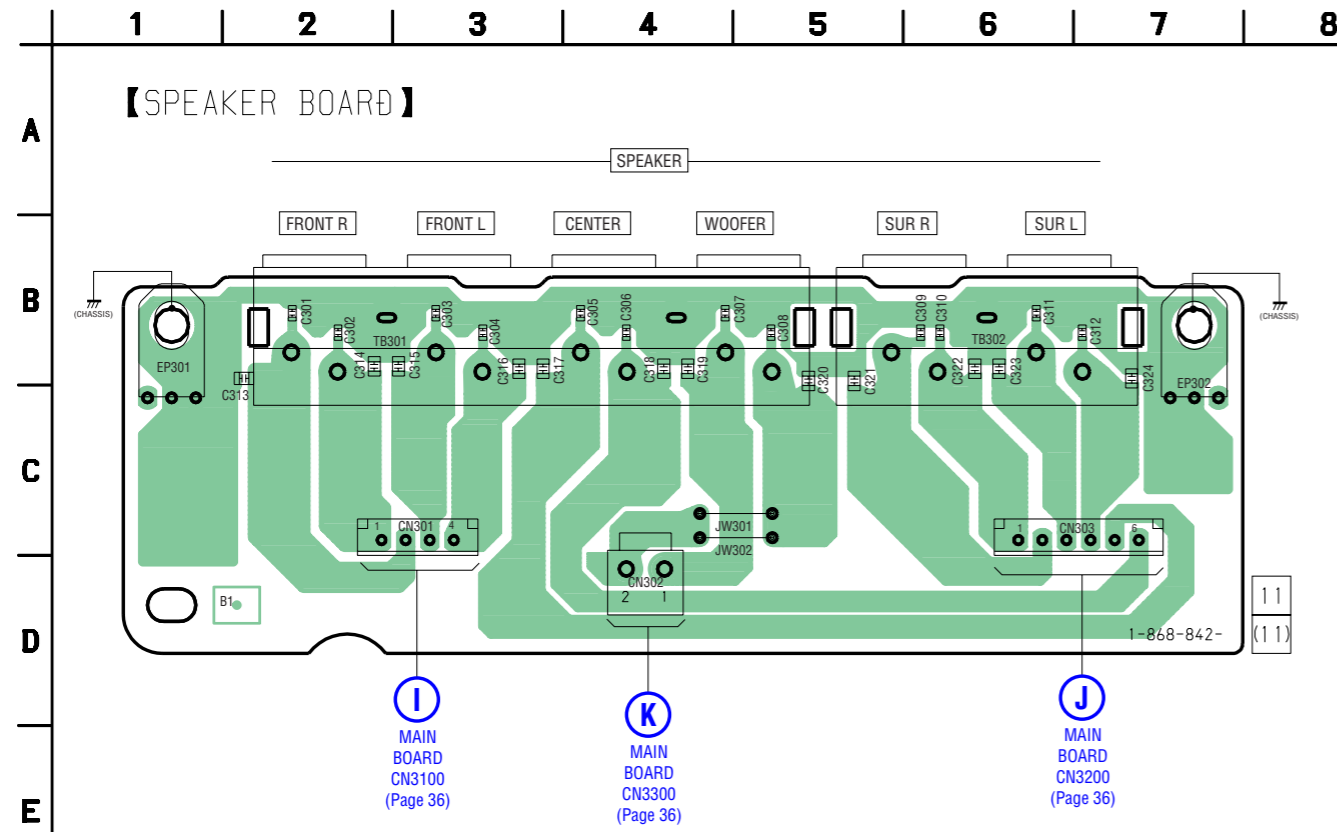 1 2 3 4 5 6 7 8
A
【SPEAKER BOARD】
SPEAKER
FRONT R FRONT L CENTER WOOFER SUR R SUR L
B
(CHASSIS) (CHASSIS)
C301 C303 C305 C306 C307 C309 C310 C311
C302 C304 C308 C312
TB301 TB302
EP301 C314 C315 C316 C317 C318 C319 C320 C321 C322 C323 C324 EP302
C313
C
1 CN301 4
JW301
JW302
1 CN303 6
CN302
2 1
B1
D
1-868-842-
11
(11)
I
MAIN
BOARD
CN3100
(Page 36)
K
MAIN
BOARD
CN3300
(Page 36)
J
MAIN
BOARD
CN3200
(Page 36)
E